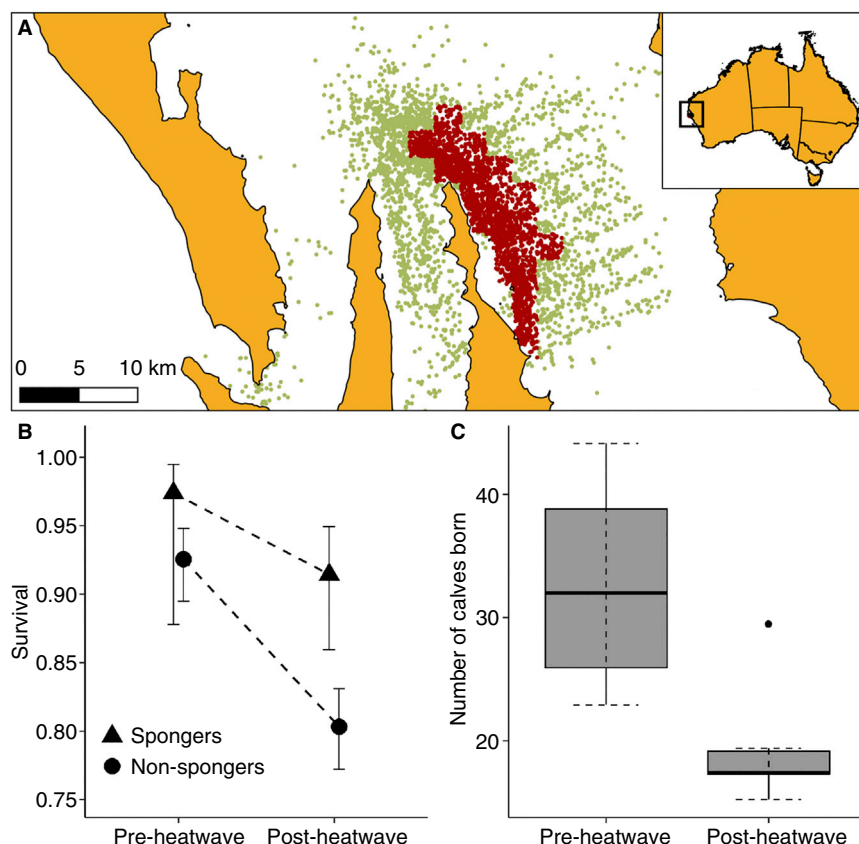 A
0 5 10 km
B
1.00
0.95
0.90
0.85
0.80
0.75
Survival
Spongers
Non-spongers
Pre-heatwave Post-heatwave
C
40
30
20
Number of calves born
Pre-heatwave Post-heatwave